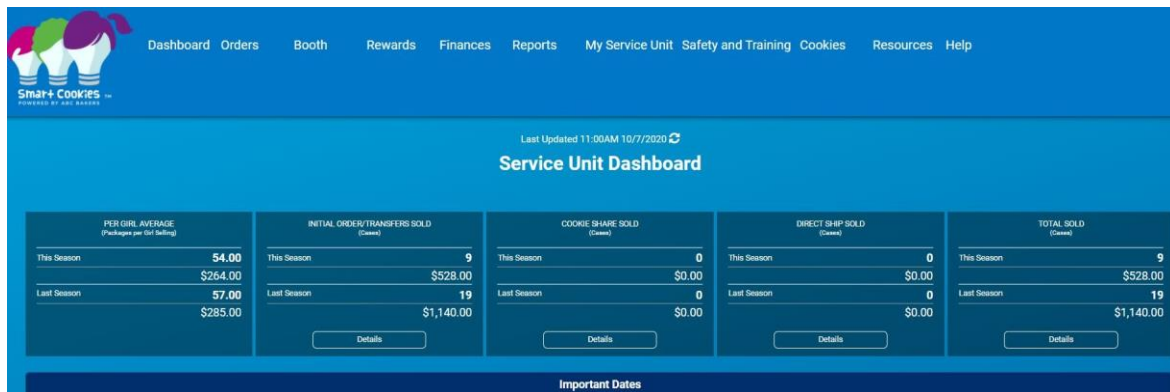 Dashboard Orders Booth Rewards Finances Reports My Service Unit Safety and Training Cookies Resources Help
Smart Cookies TM
POWERED BY ABC BAKERS
Last Updated 11:00AM 10/7/2020
Service Unit Dashboard
PER GIRL AVERAGE
(Packages per Girl Selling)
This Season 54.00
$264.00
Last Season 57.00
$285.00
INITIAL ORDER/TRANSFERS SOLD
(Cases)
This Season 9
$528.00
Last Season 19
$1,140.00
Details
COOKIE SHARE SOLD
(Cases)
This Season 0
$0.00
Last Season 0
$0.00
Details
DIRECT SHIP SOLD
(Cases)
This Season 0
$0.00
Last Season 0
$0.00
Details
TOTAL SOLD
(Cases)
This Season 9
$528.00
Last Season 19
$1,140.00
Details
Important Dates